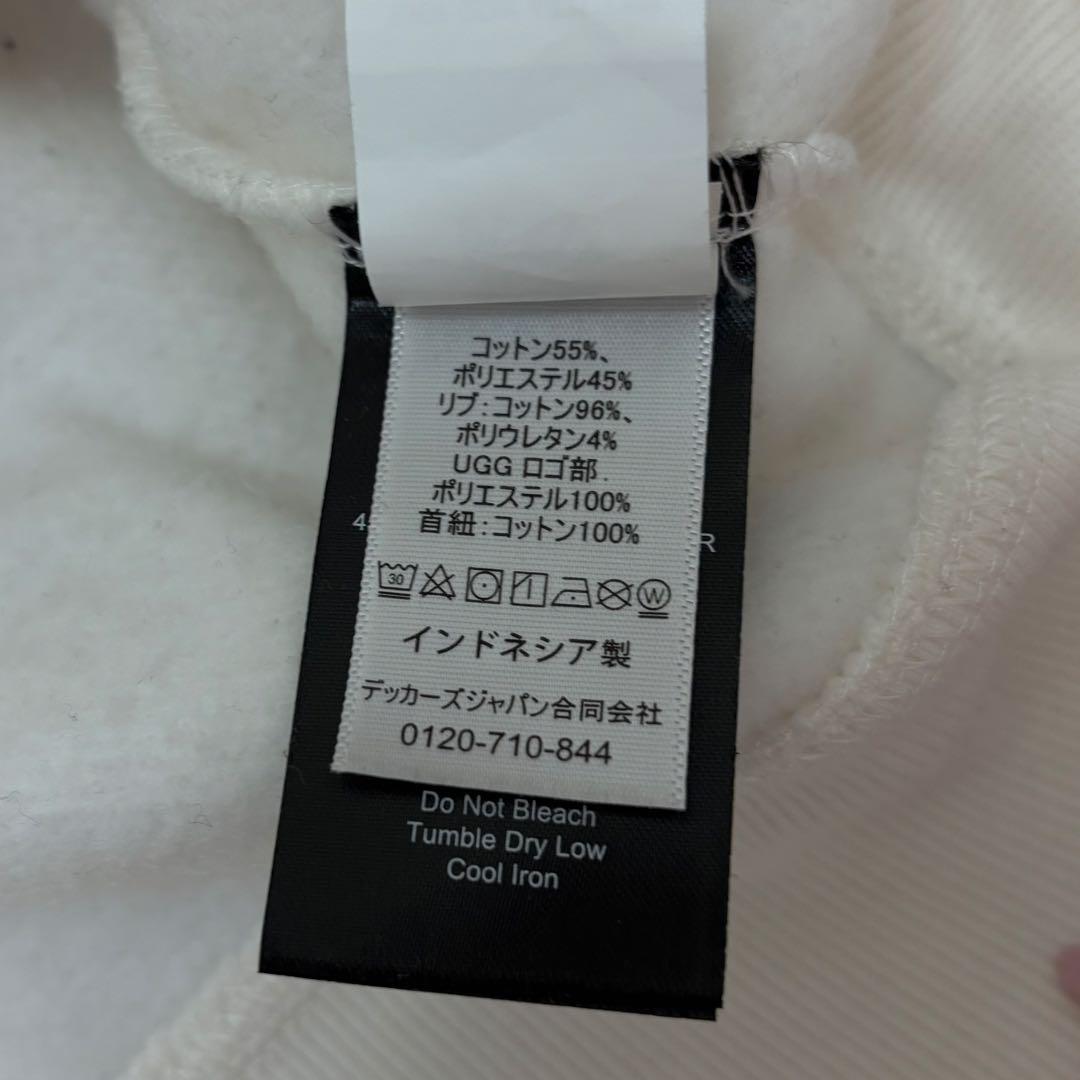 コットン55%、
ポリエステル45%
リブ:コットン96%、
ポリウレタン4%
UGG ロゴ部.
ポリエステル100%
首紐:コットン100%
30
W
インドネシア製
デッカーズジャパン合同会社
0120-710-844
Do Not Bleach
Tumble Dry Low
Cool Iron